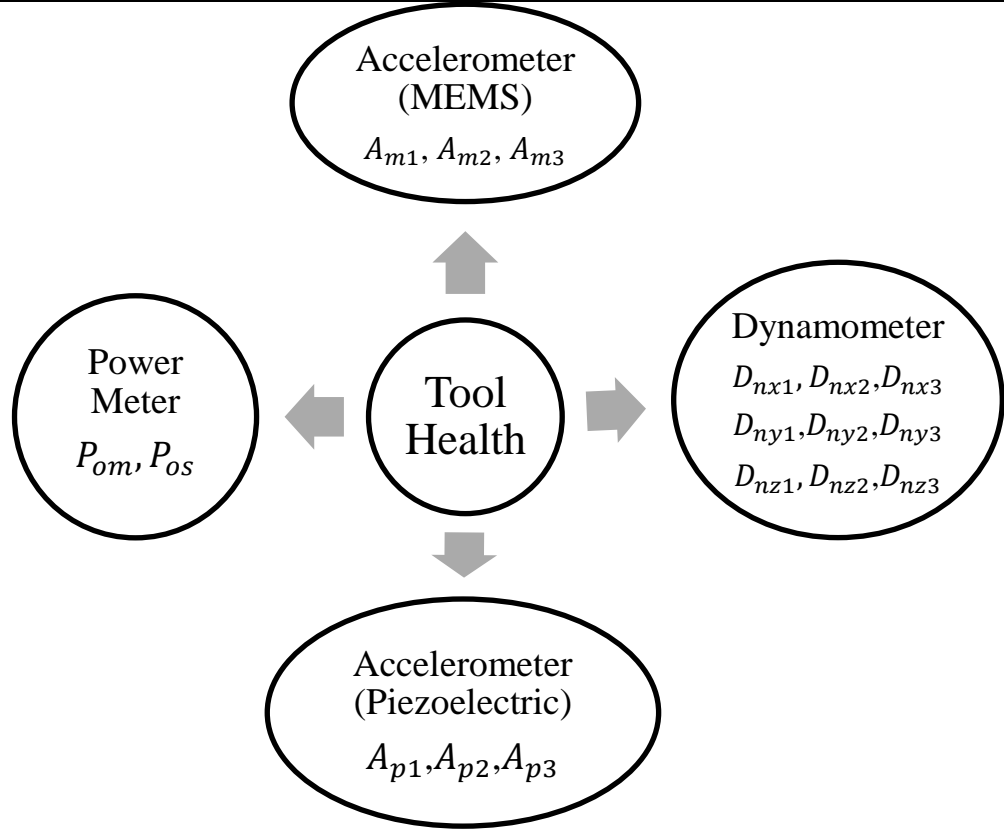 Accelerometer
(MEMS)
A_{m1}, A_{m2}, A_{m3}
Power
Meter
P_{om}, P_{os}
Tool
Health
Dynamometer
D_{nx1}, D_{nx2},D_{nx3}
D_{ny1},D_{ny2},D_{ny3}
D_{nz1}, D_{nz2},D_{nz3}
Accelerometer
(Piezoelectric)
A_{p1},A_{p2},A_{p3}